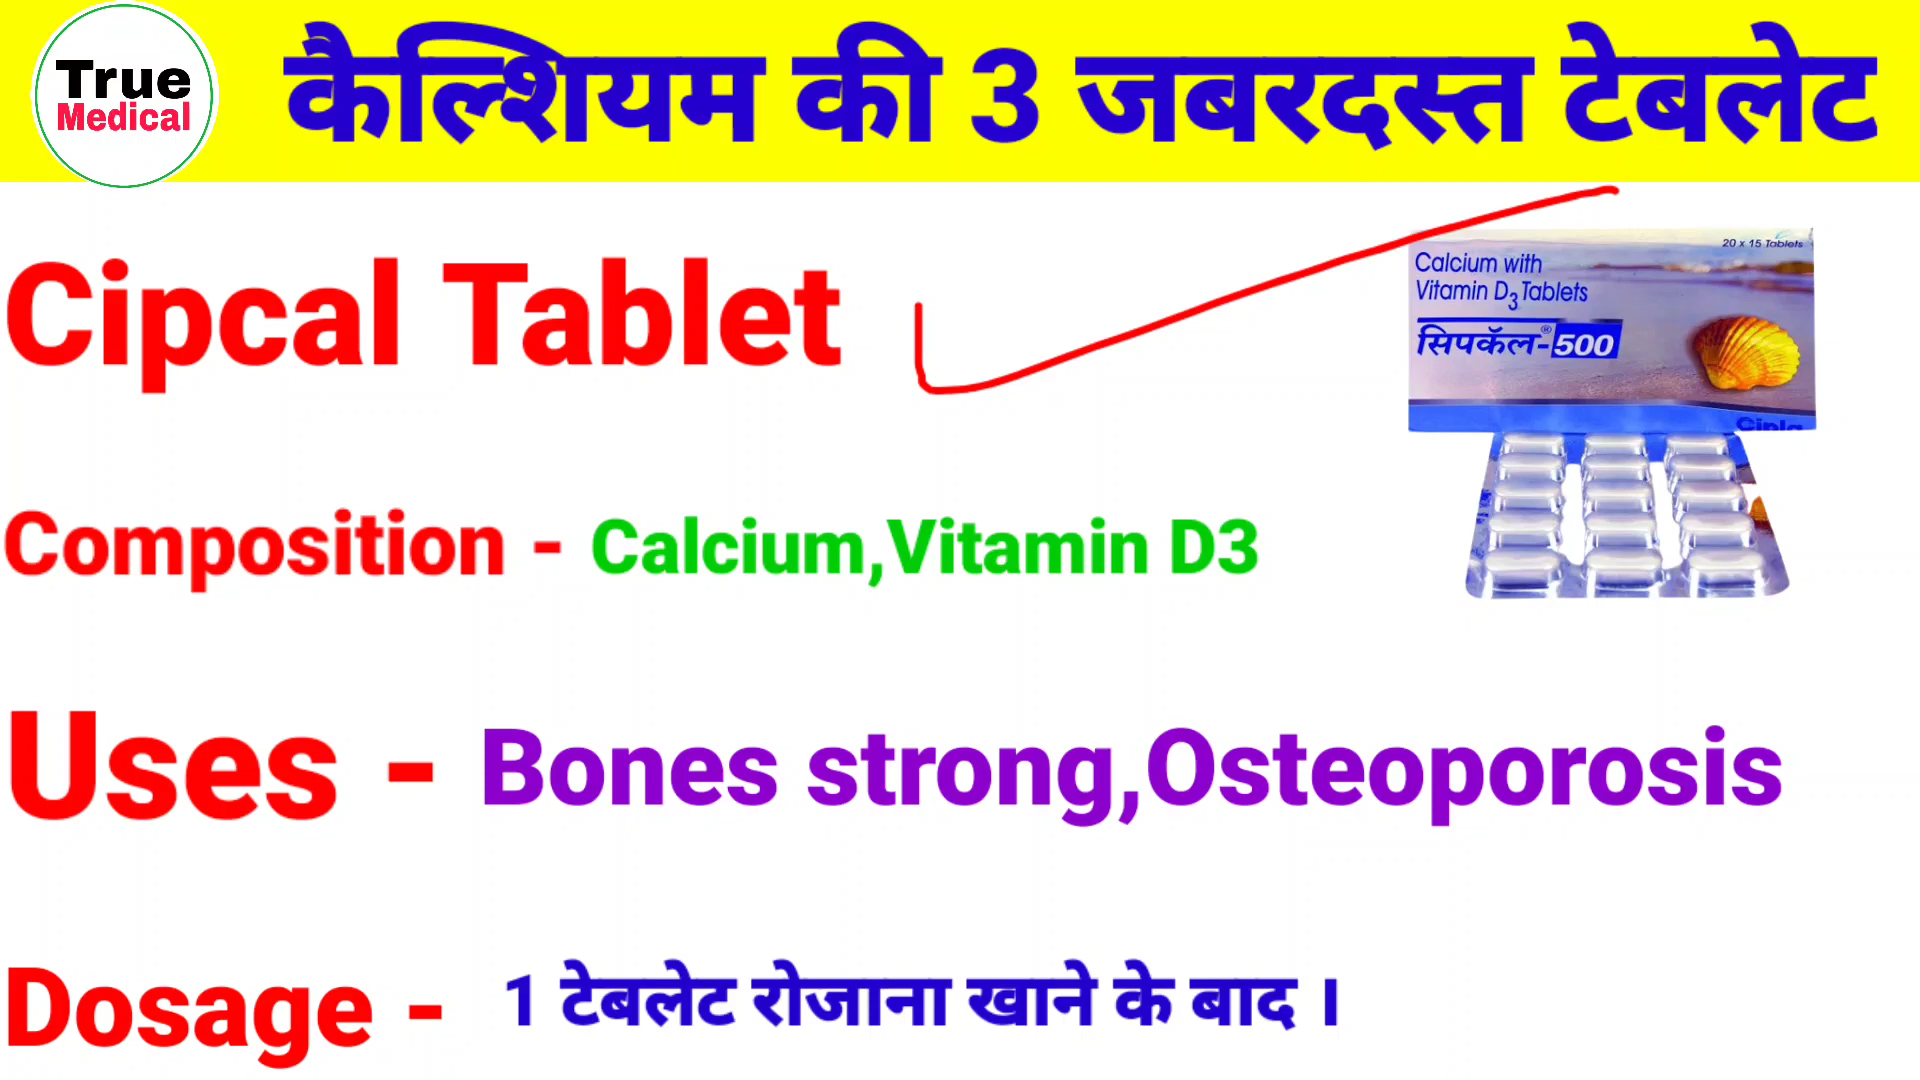 True
Medical
कैल्शियम की 3 जबरदस्त टेबलेट
Cipcal Tablet
20 x 15 Tablets
Calcium with
Vitamin D3 Tablets
सिपकॅल®-500
Cipla
Composition - Calcium,Vitamin D3
Uses - Bones strong,Osteoporosis
Dosage - 1 टेबलेट रोजाना खाने के बाद ।